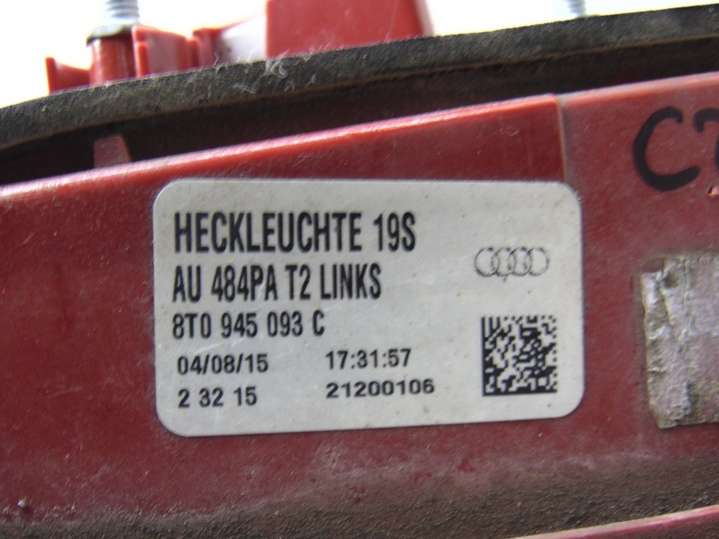 HECKLEUCHTE 19S
AU 484PA T2 LINKS
8T0 945 093 C
04/08/15 17:31:57
2 32 15 21200106